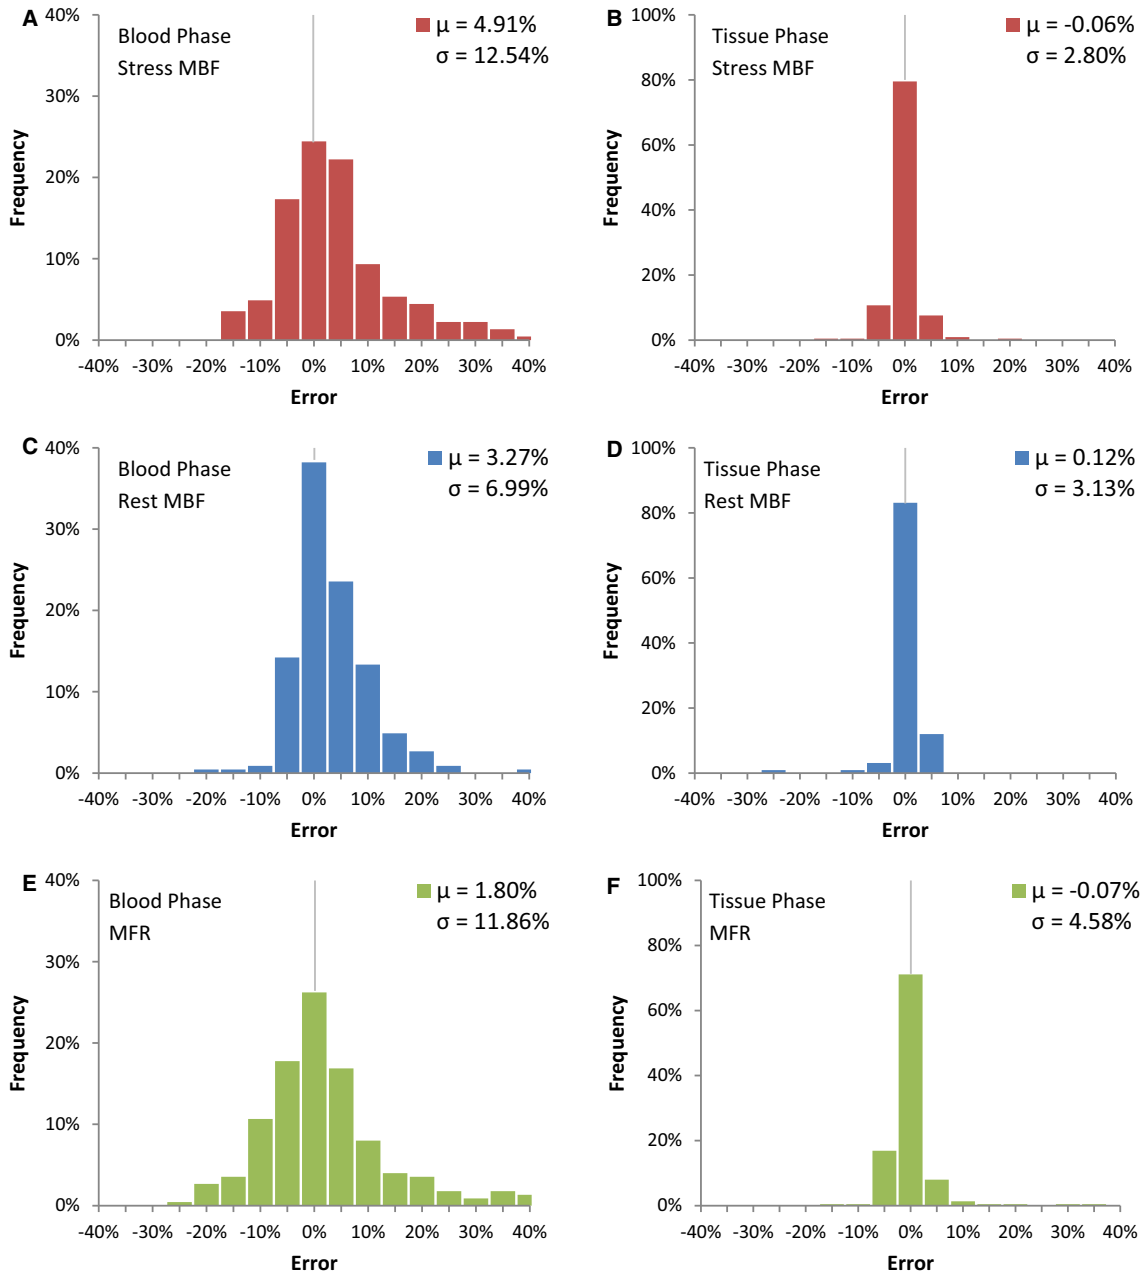 A
Blood Phase
Stress MBF
μ = 4.91%
σ = 12.54%
40%
30%
20%
10%
0%
Frequency
-40% -30% -20% -10% 0% 10% 20% 30% 40%
Error
B
Tissue Phase
Stress MBF
μ = -0.06%
σ = 2.80%
100%
80%
60%
40%
20%
0%
Frequency
-40% -30% -20% -10% 0% 10% 20% 30% 40%
Error
C
Blood Phase
Rest MBF
μ = 3.27%
σ = 6.99%
40%
30%
20%
10%
0%
Frequency
-40% -30% -20% -10% 0% 10% 20% 30% 40%
Error
D
Tissue Phase
Rest MBF
μ = 0.12%
σ = 3.13%
100%
80%
60%
40%
20%
0%
Frequency
-40% -30% -20% -10% 0% 10% 20% 30% 40%
Error
E
Blood Phase
MFR
μ = 1.80%
σ = 11.86%
40%
30%
20%
10%
0%
Frequency
-40% -30% -20% -10% 0% 10% 20% 30% 40%
Error
F
Tissue Phase
MFR
μ = -0.07%
σ = 4.58%
100%
80%
60%
40%
20%
0%
Frequency
-40% -30% -20% -10% 0% 10% 20% 30% 40%
Error